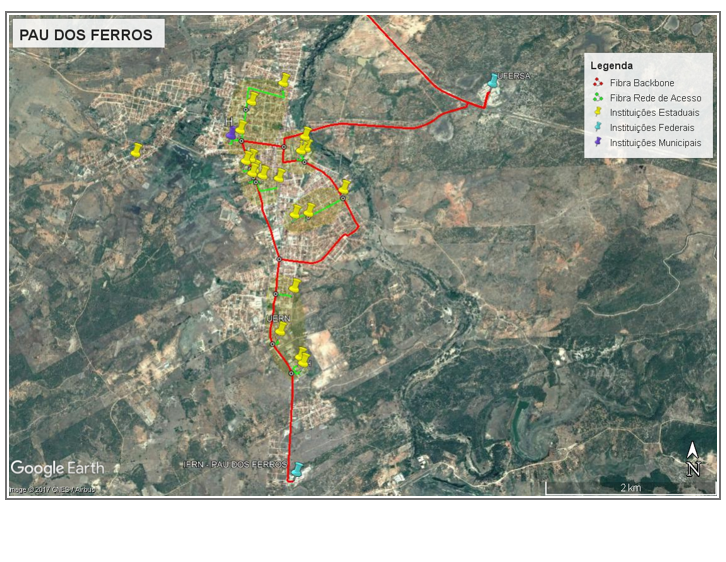 PAU DOS FERROS
UFERSA
Legenda
Fibra Backbone
Fibra Rede de Acesso
Instituições Estaduais
Instituições Federais
Instituições Municipais
UERN
IFRN - PAU DOS FERROS
Google Earth
Image © 2017 CNES / Airbus
N
2 km